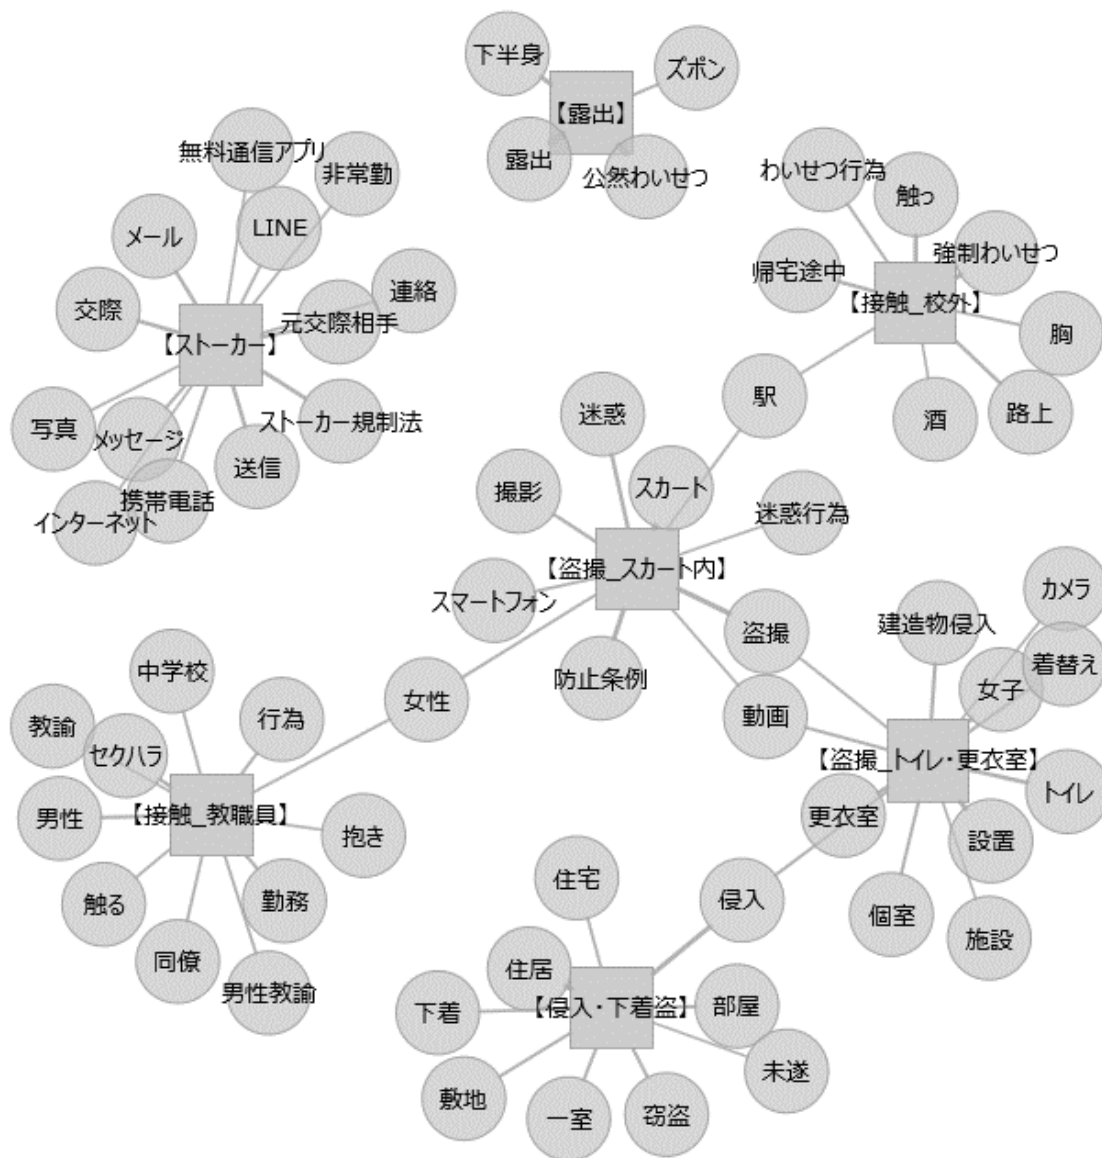 下半身
ズポン
【露出】
露出
公然わいせつ
無料通信アプリ
非常勤
LINE
メール
連絡
交際
元交際相手
【ストーカー】
写真
メッセージ
ストーカー規制法
送信
携帯電話
インターネット
わいせつ行為
触っ
強制わいせつ
帰宅途中
【接触_校外】
胸
駅
酒
路上
迷惑
スカート
撮影
迷惑行為
【盗撮_スカート内】
スマートフォン
盗撮
防止条例
動画
女性
カメラ
建造物侵入
着替え
女子
【盗撮_トイレ・更衣室】
トイレ
更衣室
設置
個室
施設
中学校
行為
教諭
セクハラ
男性
【接触_教職員】
抱き
触る
勤務
同僚
男性教諭
住宅
侵入
住居
下着
【侵入・下着盗】
部屋
未遂
敷地
一室
窃盗